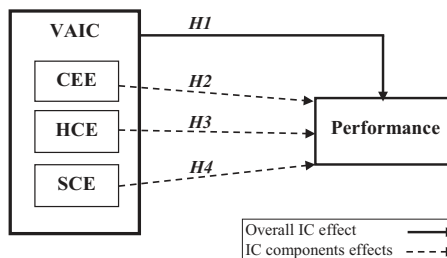 VAIC
H1
CEE
H2
HCE
H3
Performance
SCE
H4
Overall IC effect
IC components effects